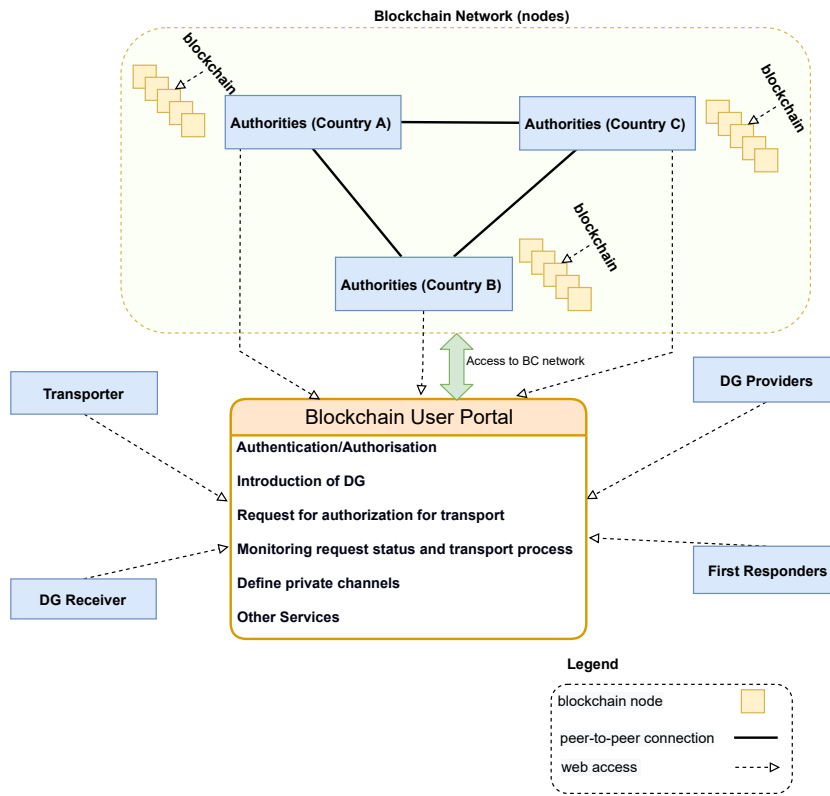 Blockchain Network (nodes)
blockchain
blockchain
Authorities (Country A)
Authorities (Country C)
blockchain
Authorities (Country B)
Access to BC network
Transporter
DG Providers
Blockchain User Portal
Authentication/Authorisation
Introduction of DG
Request for authorization for transport
Monitoring request status and transport process
Define private channels
Other Services
DG Receiver
First Responders
Legend
blockchain node
peer-to-peer connection
web access